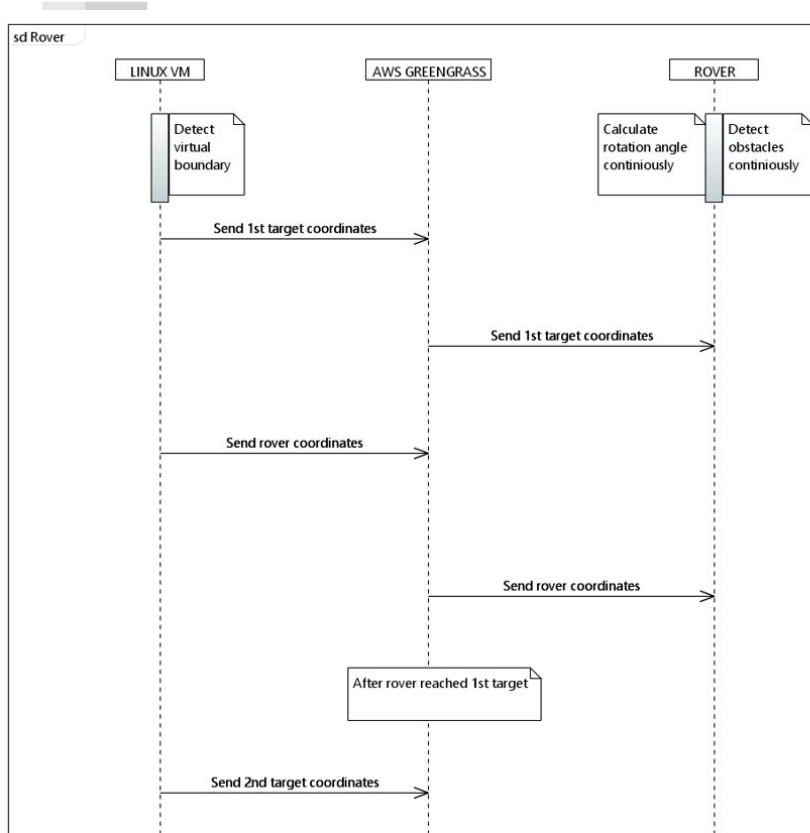 sd Rover
LINUX VM
AWS GREENGRASS
ROVER
Detect
virtual
boundary
Calculate
rotation angle
continiously
Detect
obstacles
continiously
Send 1st target coordinates
Send 1st target coordinates
Send rover coordinates
Send rover coordinates
After rover reached 1st target
Send 2nd target coordinates